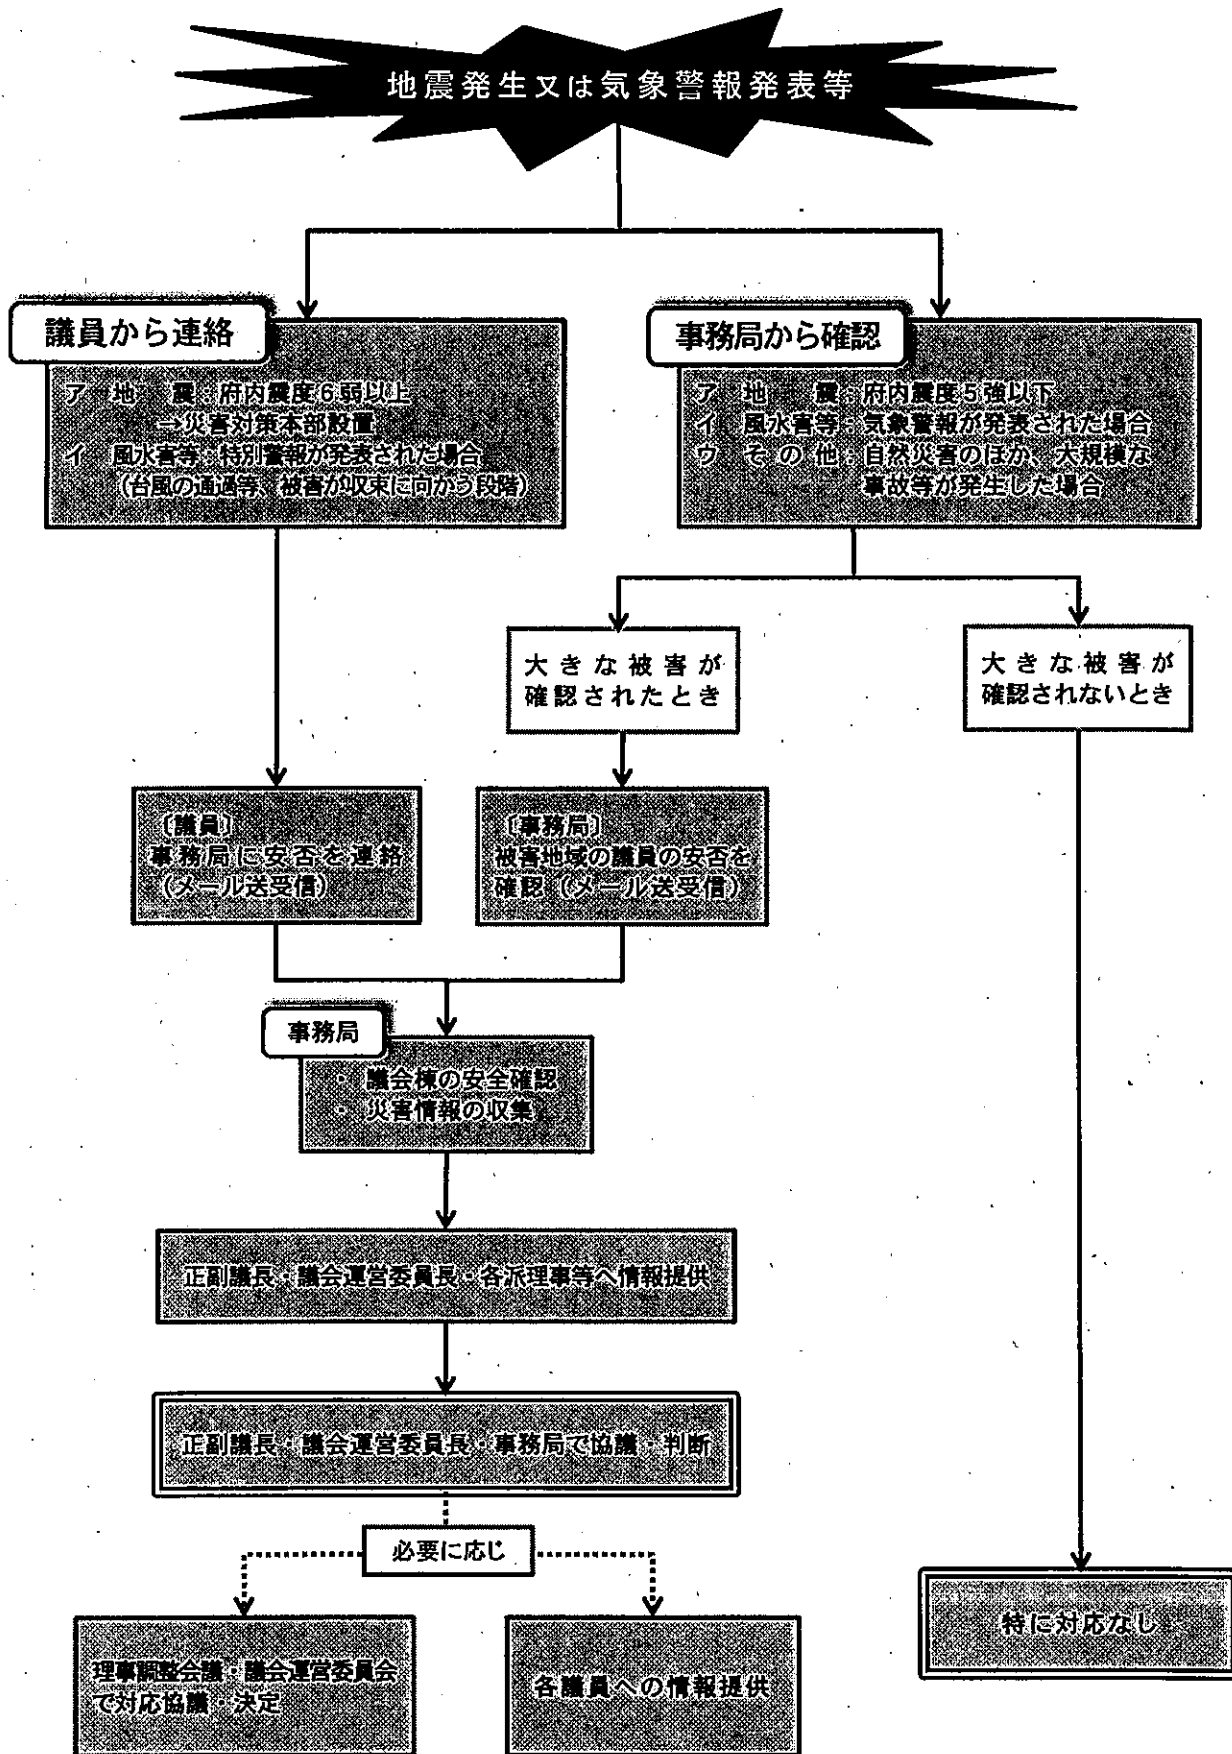 地震発生又は気象警報発表等
議員から連絡
ア 地 震：府内震度６弱以上
→災害対策本部設置
イ 風水害等：特別警報が発表された場合
（台風の通過等、被害が収束に向かう段階）
事務局から確認
ア 地 震：府内震度５強以下
イ 風水害等：気象警報が発表された場合
ウ その他：自然災害のほか、大規模な
事故等が発生した場合
大きな被害が
確認されたとき
大きな被害が
確認されないとき
〔議員〕
事務局に安否を連絡
（メール送受信）
〔事務局〕
被害地域の議員の安否を
確認（メール送受信）
事務局
・ 議会棟の安全確認
・ 災害情報の収集
正副議長・議会運営委員長・各派理事等へ情報提供
正副議長・議会運営委員長・事務局で協議・判断
必要に応じ
理事調整会議・議会運営委員会
で対応協議・決定
各議員への情報提供
特に対応なし